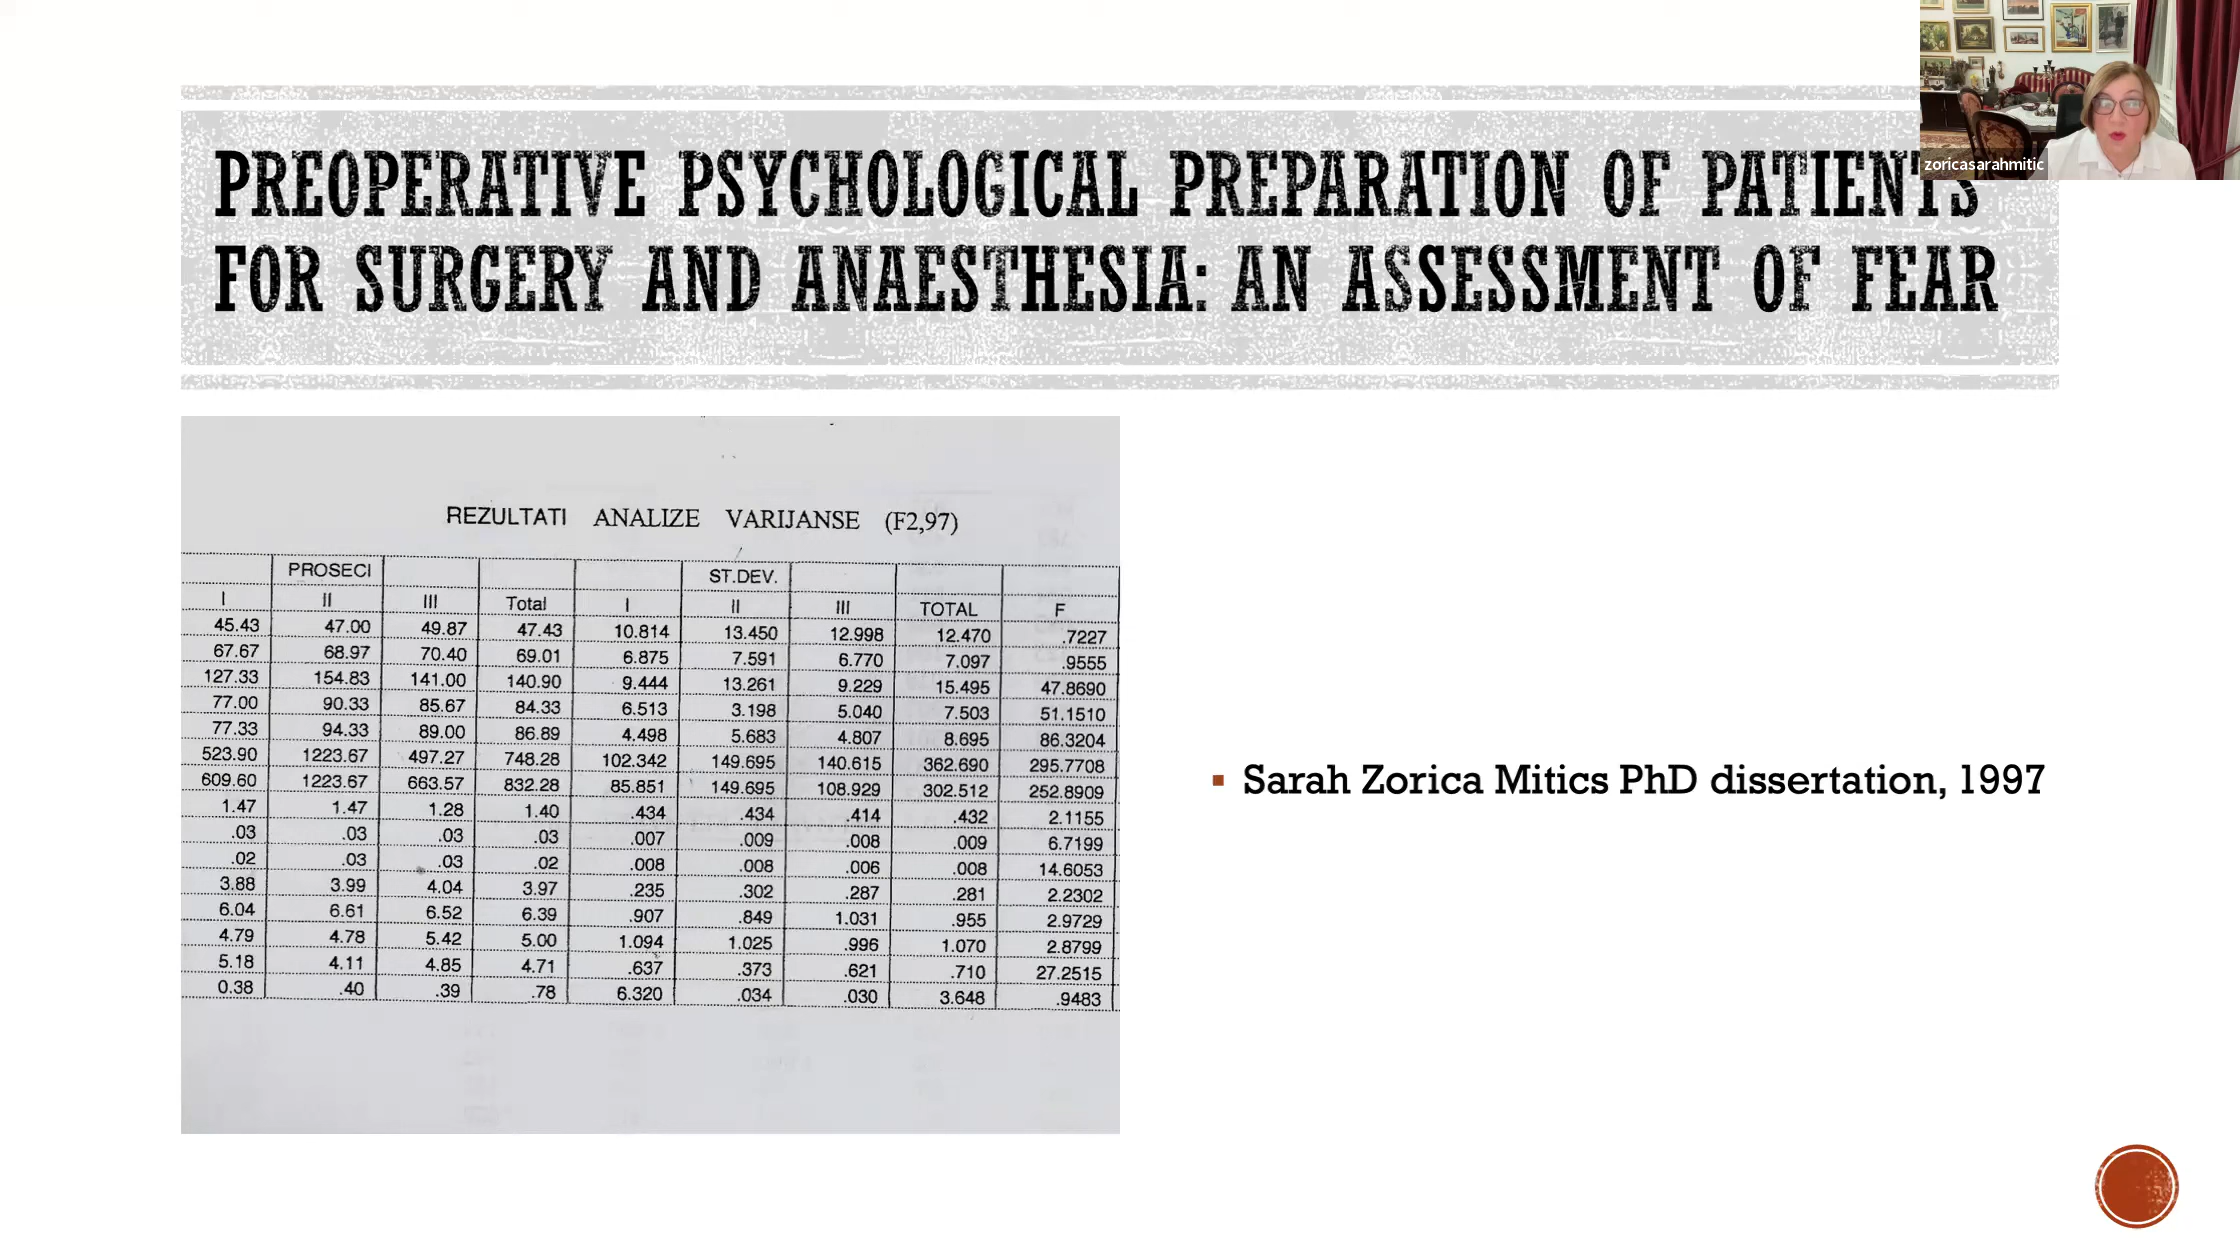 zoricasarahmitic
PREOPERATIVE PSYCHOLOGICAL PREPARATION OF PATIENTS
FOR SURGERY AND ANAESTHESIA: AN ASSESSMENT OF FEAR
REZULTATI ANALIZE VARIJANSE (F2,97)
PROSECI ST.DEV.
I II III Total I II III TOTAL F
45.43 47.00 49.87 47.43 10.814 13.450 12.998 12.470 .7227
67.67 68.97 70.40 69.01 6.875 7.591 6.770 7.097 .9555
127.33 154.83 141.00 140.90 9.444 13.261 9.229 15.495 47.8690
77.00 90.33 85.67 84.33 6.513 3.198 5.040 7.503 51.1510
77.33 94.33 89.00 86.89 4.498 5.683 4.807 8.695 86.3204
523.90 1223.67 497.27 748.28 102.342 149.695 140.615 362.690 295.7708
609.60 1223.67 663.57 832.28 85.851 149.695 108.929 302.512 252.8909
1.47 1.47 1.28 1.40 .434 .434 .414 .432 2.1155
.03 .03 .03 .03 .007 .009 .008 .009 6.7199
.02 .03 .03 .02 .008 .008 .006 .008 14.6053
3.88 3.99 4.04 3.97 .235 .302 .287 .281 2.2302
6.04 6.61 6.52 6.39 .907 .849 1.031 .955 2.9729
4.79 4.78 5.42 5.00 1.094 1.025 .996 1.070 2.8799
5.18 4.11 4.85 4.71 .637 .373 .621 .710 27.2515
0.38 .40 .39 .78 6.320 .034 .030 3.648 .9483
Sarah Zorica Mitics PhD dissertation, 1997